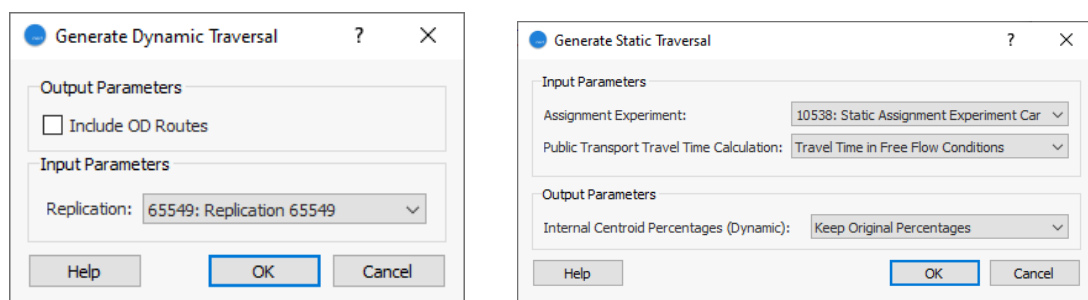 Generate Dynamic Traversal ?
Output Parameters
Include OD Routes
Input Parameters
Replication: 65549: Replication 65549
Help OK Cancel
Generate Static Traversal ?
Input Parameters
Assignment Experiment: 10538: Static Assignment Experiment Car
Public Transport Travel Time Calculation: Travel Time in Free Flow Conditions
Output Parameters
Internal Centroid Percentages (Dynamic): Keep Original Percentages
Help OK Cancel